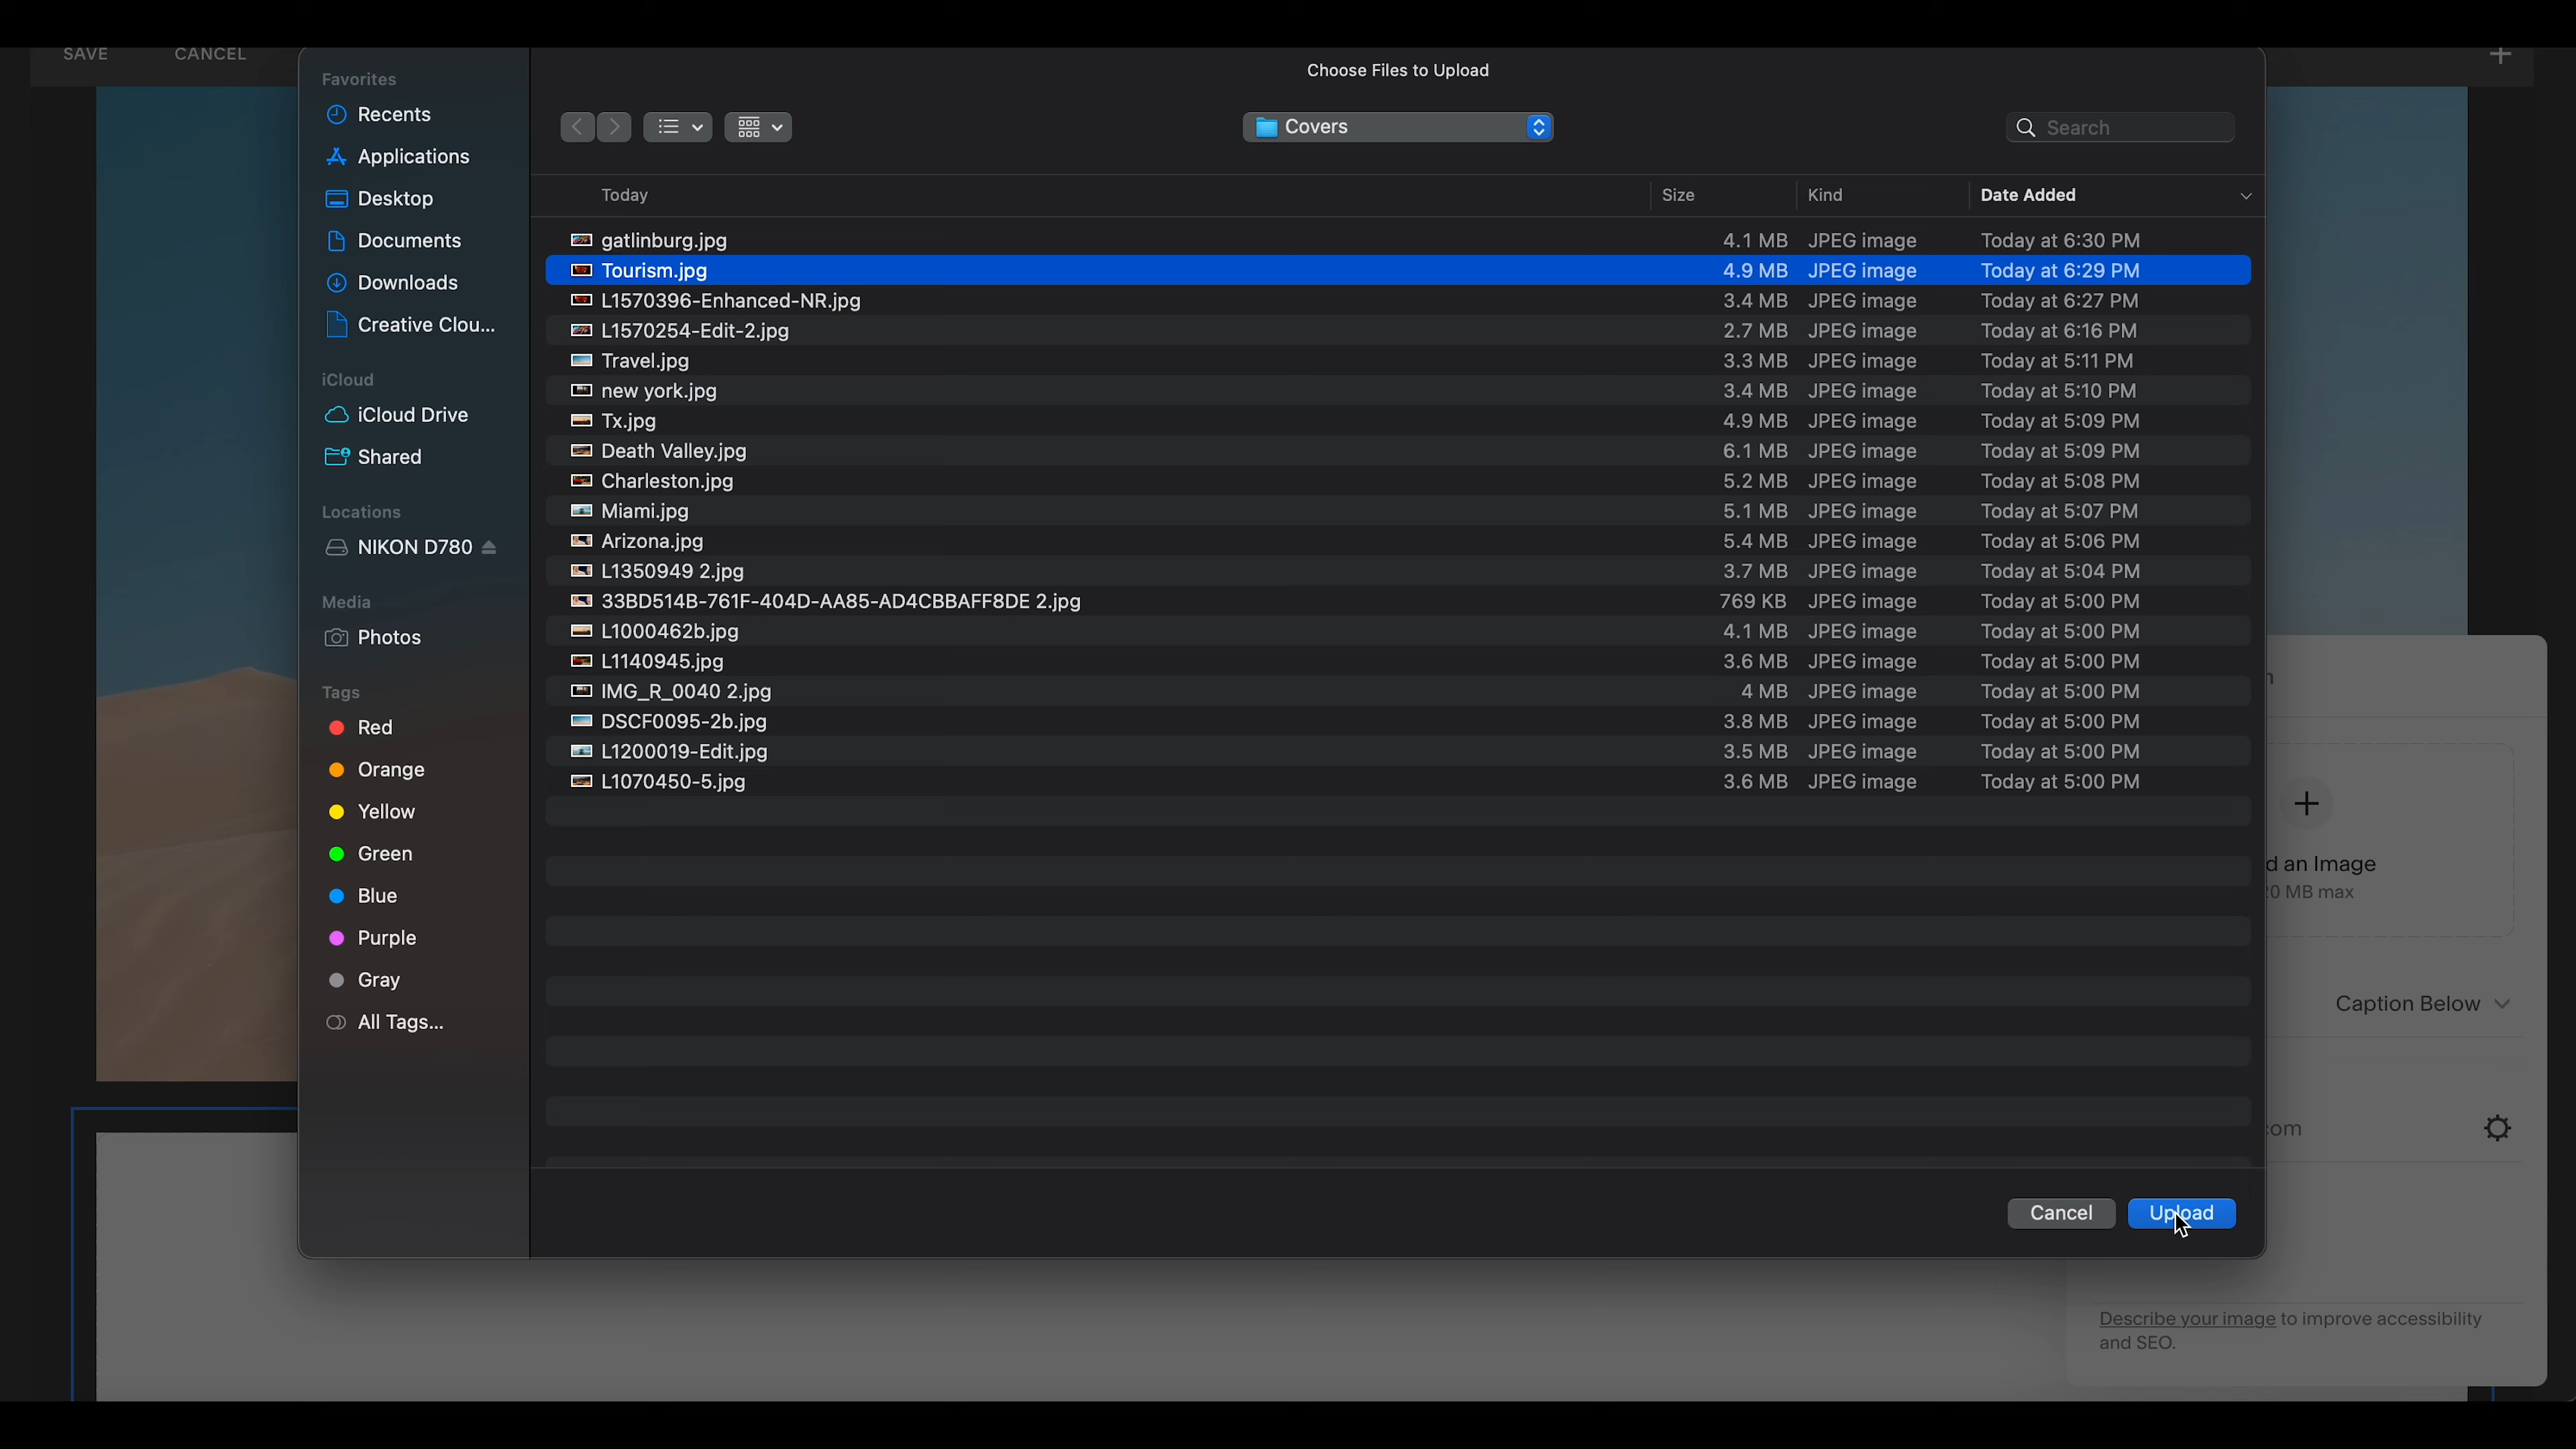 SAVE CANCEL
Choose Files to Upload
Favorites
Recents
Applications
Desktop
Documents
Downloads
Creative Clou...
iCloud
iCloud Drive
Shared
Locations
NIKON D780
Media
Photos
Tags
Red
Orange
Yellow
Green
Blue
Purple
Gray
All Tags...
Covers
Search
Today Size Kind Date Added
gatlinburg.jpg 4.1 MB JPEG image Today at 6:30 PM
Tourism.jpg 4.9 MB JPEG image Today at 6:29 PM
L1570396-Enhanced-NR.jpg 3.4 MB JPEG image Today at 6:27 PM
L1570254-Edit-2.jpg 2.7 MB JPEG image Today at 6:16 PM
Travel.jpg 3.3 MB JPEG image Today at 5:11 PM
new york.jpg 3.4 MB JPEG image Today at 5:10 PM
Tx.jpg 4.9 MB JPEG image Today at 5:09 PM
Death Valley.jpg 6.1 MB JPEG image Today at 5:09 PM
Charleston.jpg 5.2 MB JPEG image Today at 5:08 PM
Miami.jpg 5.1 MB JPEG image Today at 5:07 PM
Arizona.jpg 5.4 MB JPEG image Today at 5:06 PM
L1350949 2.jpg 3.7 MB JPEG image Today at 5:04 PM
33BD514B-761F-404D-AA85-AD4CBBAFF8DE 2.jpg 769 KB JPEG image Today at 5:00 PM
L1000462b.jpg 4.1 MB JPEG image Today at 5:00 PM
L1140945.jpg 3.6 MB JPEG image Today at 5:00 PM
IMG_R_0040 2.jpg 4 MB JPEG image Today at 5:00 PM
DSCF0095-2b.jpg 3.8 MB JPEG image Today at 5:00 PM
L1200019-Edit.jpg 3.5 MB JPEG image Today at 5:00 PM
L1070450-5.jpg 3.6 MB JPEG image Today at 5:00 PM
Cancel Upload
d an Image
20 MB max
Caption Below
com
Describe your image to improve accessibility
and SEO.